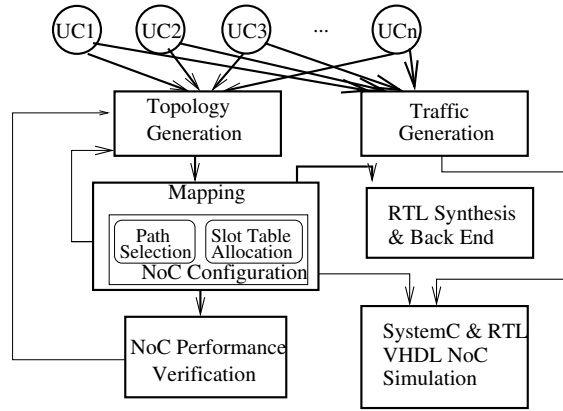 UC1 UC2 UC3 ... UCn
Topology
Generation
Traffic
Generation
Mapping
Path
Selection
Slot Table
Allocation
NoC Configuration
RTL Synthesis
& Back End
NoC Performance
Verification
SystemC & RTL
VHDL NoC
Simulation